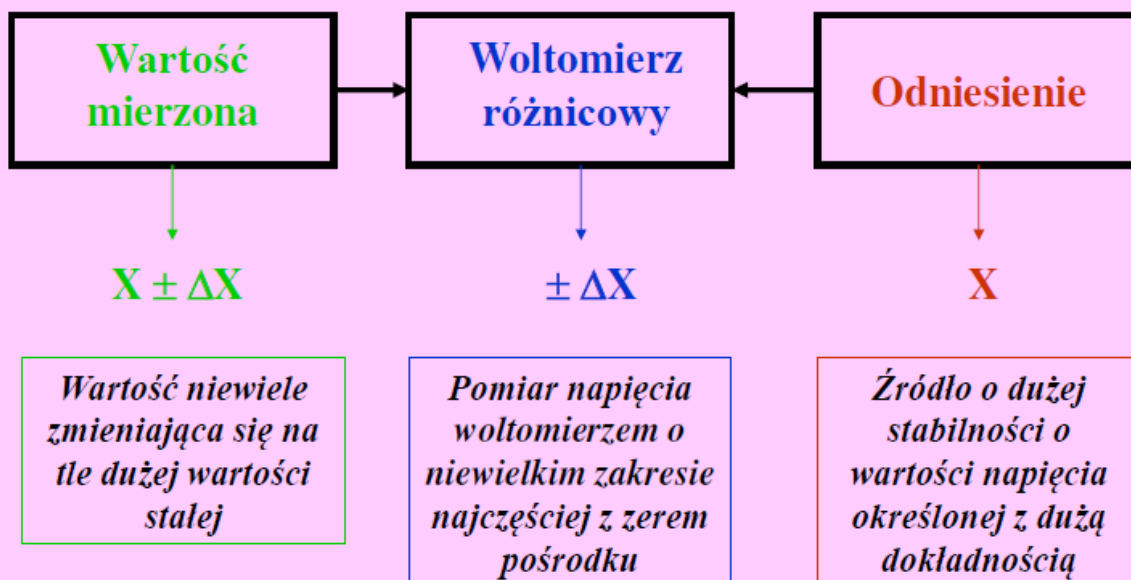 Wartość
mierzona
Woltomierz
różnicowy
Odniesienie
X ± ΔX
± ΔX
X
Wartość niewiele
zmieniająca się na
tle dużej wartości
stałej
Pomiar napięcia
woltomierzem o
niewielkim zakresie
najczęściej z zerem
pośrodku
Źródło o dużej
stabilności o
wartości napięcia
określonej z dużą
dokładnością